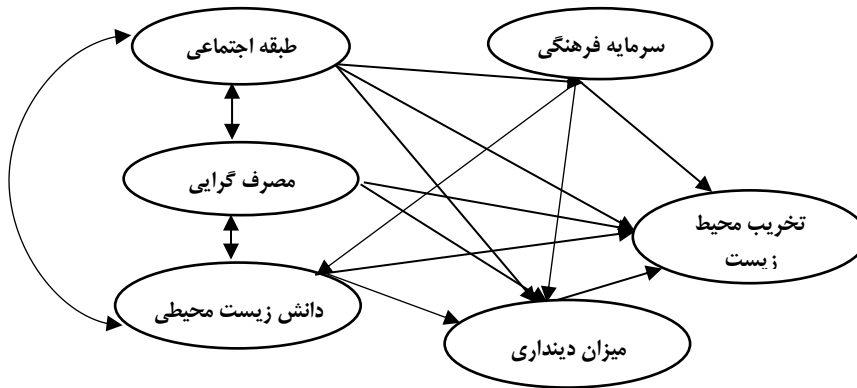 طبقه اجتماعی
سرمایه فرهنگی
مصرف گرایی
تخریب محیط
زیست
دانش زیست محیطی
میزان دینداری